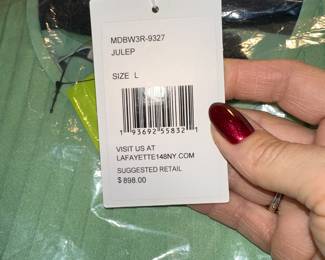 MDBW3R-9327
JULEP
SIZE L
1 93692 55832 1
VISIT US AT
LAFAYETTE148NY.COM
SUGGESTED RETAIL
$ 898.00